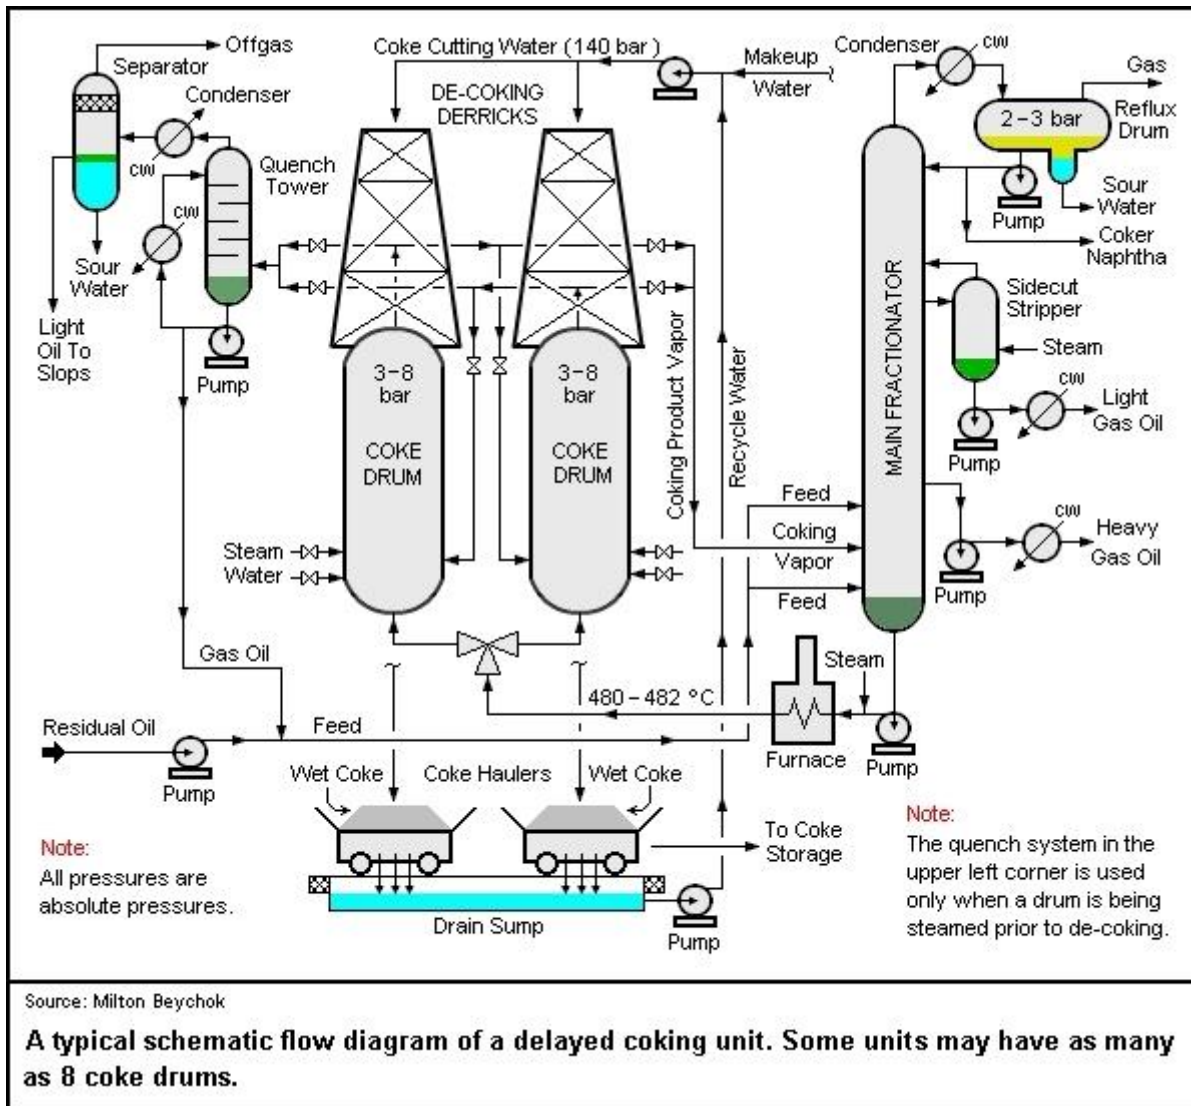 Offgas
Separator
Condenser
CW
Quench
Tower
CW
Sour
Water
Light
Oil To
Slops
Pump
Coke Cutting Water (140 bar)
DE-COKING
DERRICKS
Makeup
Water
Condenser
CW
Gas
2-3 bar
Reflux
Drum
Pump
Sour
Water
Coker
Naphtha
MAIN FRACTIONATOR
Sidecut
Stripper
Steam
CW
Light
Gas Oil
Pump
CW
Heavy
Gas Oil
Pump
3-8
bar
COKE
DRUM
3-8
bar
COKE
DRUM
Coking Product Vapor
Recycle Water
Feed
Coking
Vapor
Feed
Steam
Water
Gas Oil
Steam
480-482 °C
Furnace
Pump
Residual Oil
Pump
Feed
Wet Coke
Coke Haulers
Wet Coke
To Coke
Storage
Drain Sump
Pump
Note:
All pressures are
absolute pressures.
Note:
The quench system in the
upper left corner is used
only when a drum is being
steamed prior to de-coking.
Source: Milton Beychok
A typical schematic flow diagram of a delayed coking unit. Some units may have as many
as 8 coke drums.